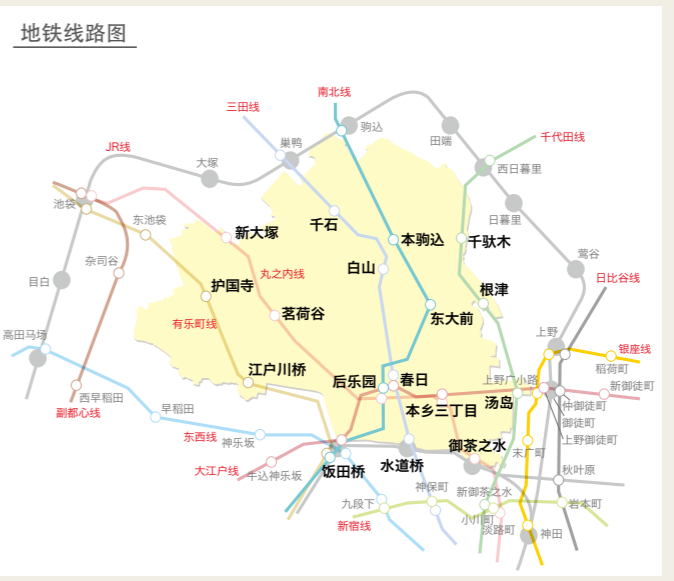 地铁线路图
南北线
三田线
驹込
田端
千代田线
JR线
巢鸭
大塚
西日暮里
池袋
东池袋
新大塚
千石
本驹込
千驮木
日暮里
杂司谷
白山
莺谷
目白
护国寺
丸之内线
根津
日比谷线
有乐町线
茗荷谷
东大前
高田马场
上野
银座线
江户川桥
后乐园
春日
上野广小路
稻荷町
新御徒町
西早稻田
副都心线
早稻田
本乡三丁目
汤岛
仲御徒町
御徒町
东西线
神乐坂
御茶之水
末广町
上野御徒町
大江户线
牛込神乐坂
饭田桥
水道桥
秋叶原
神保町
新御茶之水
九段下
岩本町
新宿线
小川町
淡路町
神田